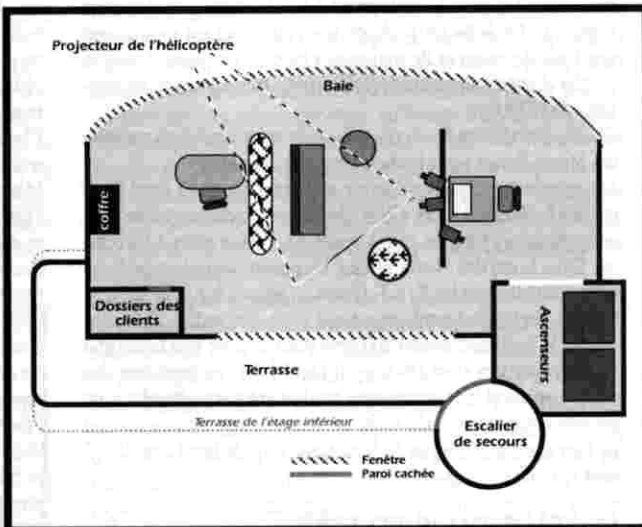 Projecteur de l'hélicoptère
Baie
coffre
Dossiers des
clients
Ascenseurs
Terrasse
Terrasse de l'étage inférieur
Escalier
de secours
Fenêtre
Paroi cachée